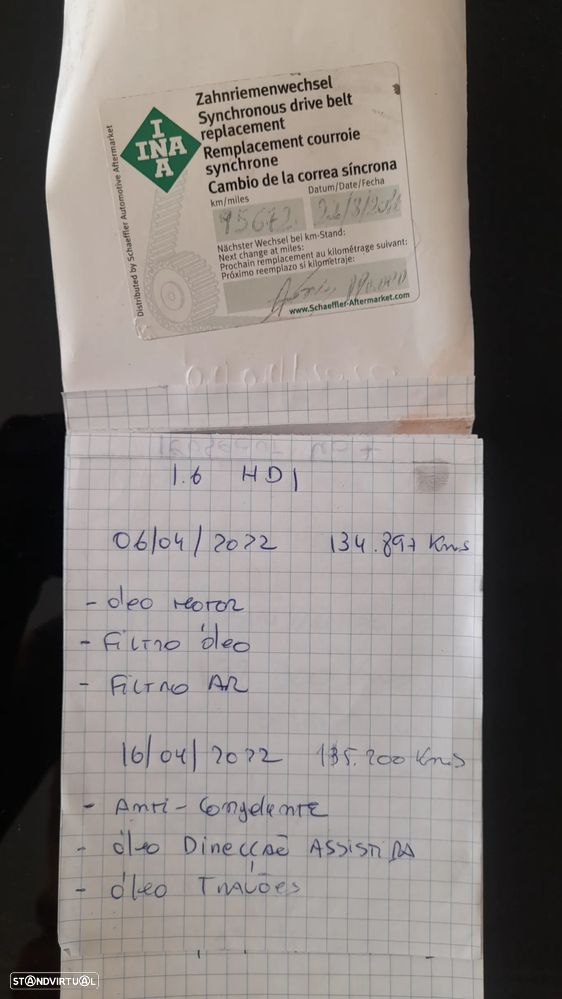 INA
Distributed by Schaeffler Automotive Aftermarket
Zahnriemenwechsel
Synchronous drive belt
replacement
Remplacement courroie
synchrone
Cambio de la correa síncrona
km/miles
Datum/Date/Fecha
95672
Nächster Wechsel bei km-Stand:
Next change at miles:
Prochain remplacement au kilométrage suivant:
Próximo reemplazo si kilometraje:
www.Schaeffler-Aftermarket.com
1.6 HDI
06/04/2022 134.897 Kms
- óleo motor
- Filtro óleo
- Filtro AR
16/04/2022 135.200 Kms
- Anti-Congelante
- óleo Direcção ASSISTIDA
- óleo Travões
STANDVIRTUAL